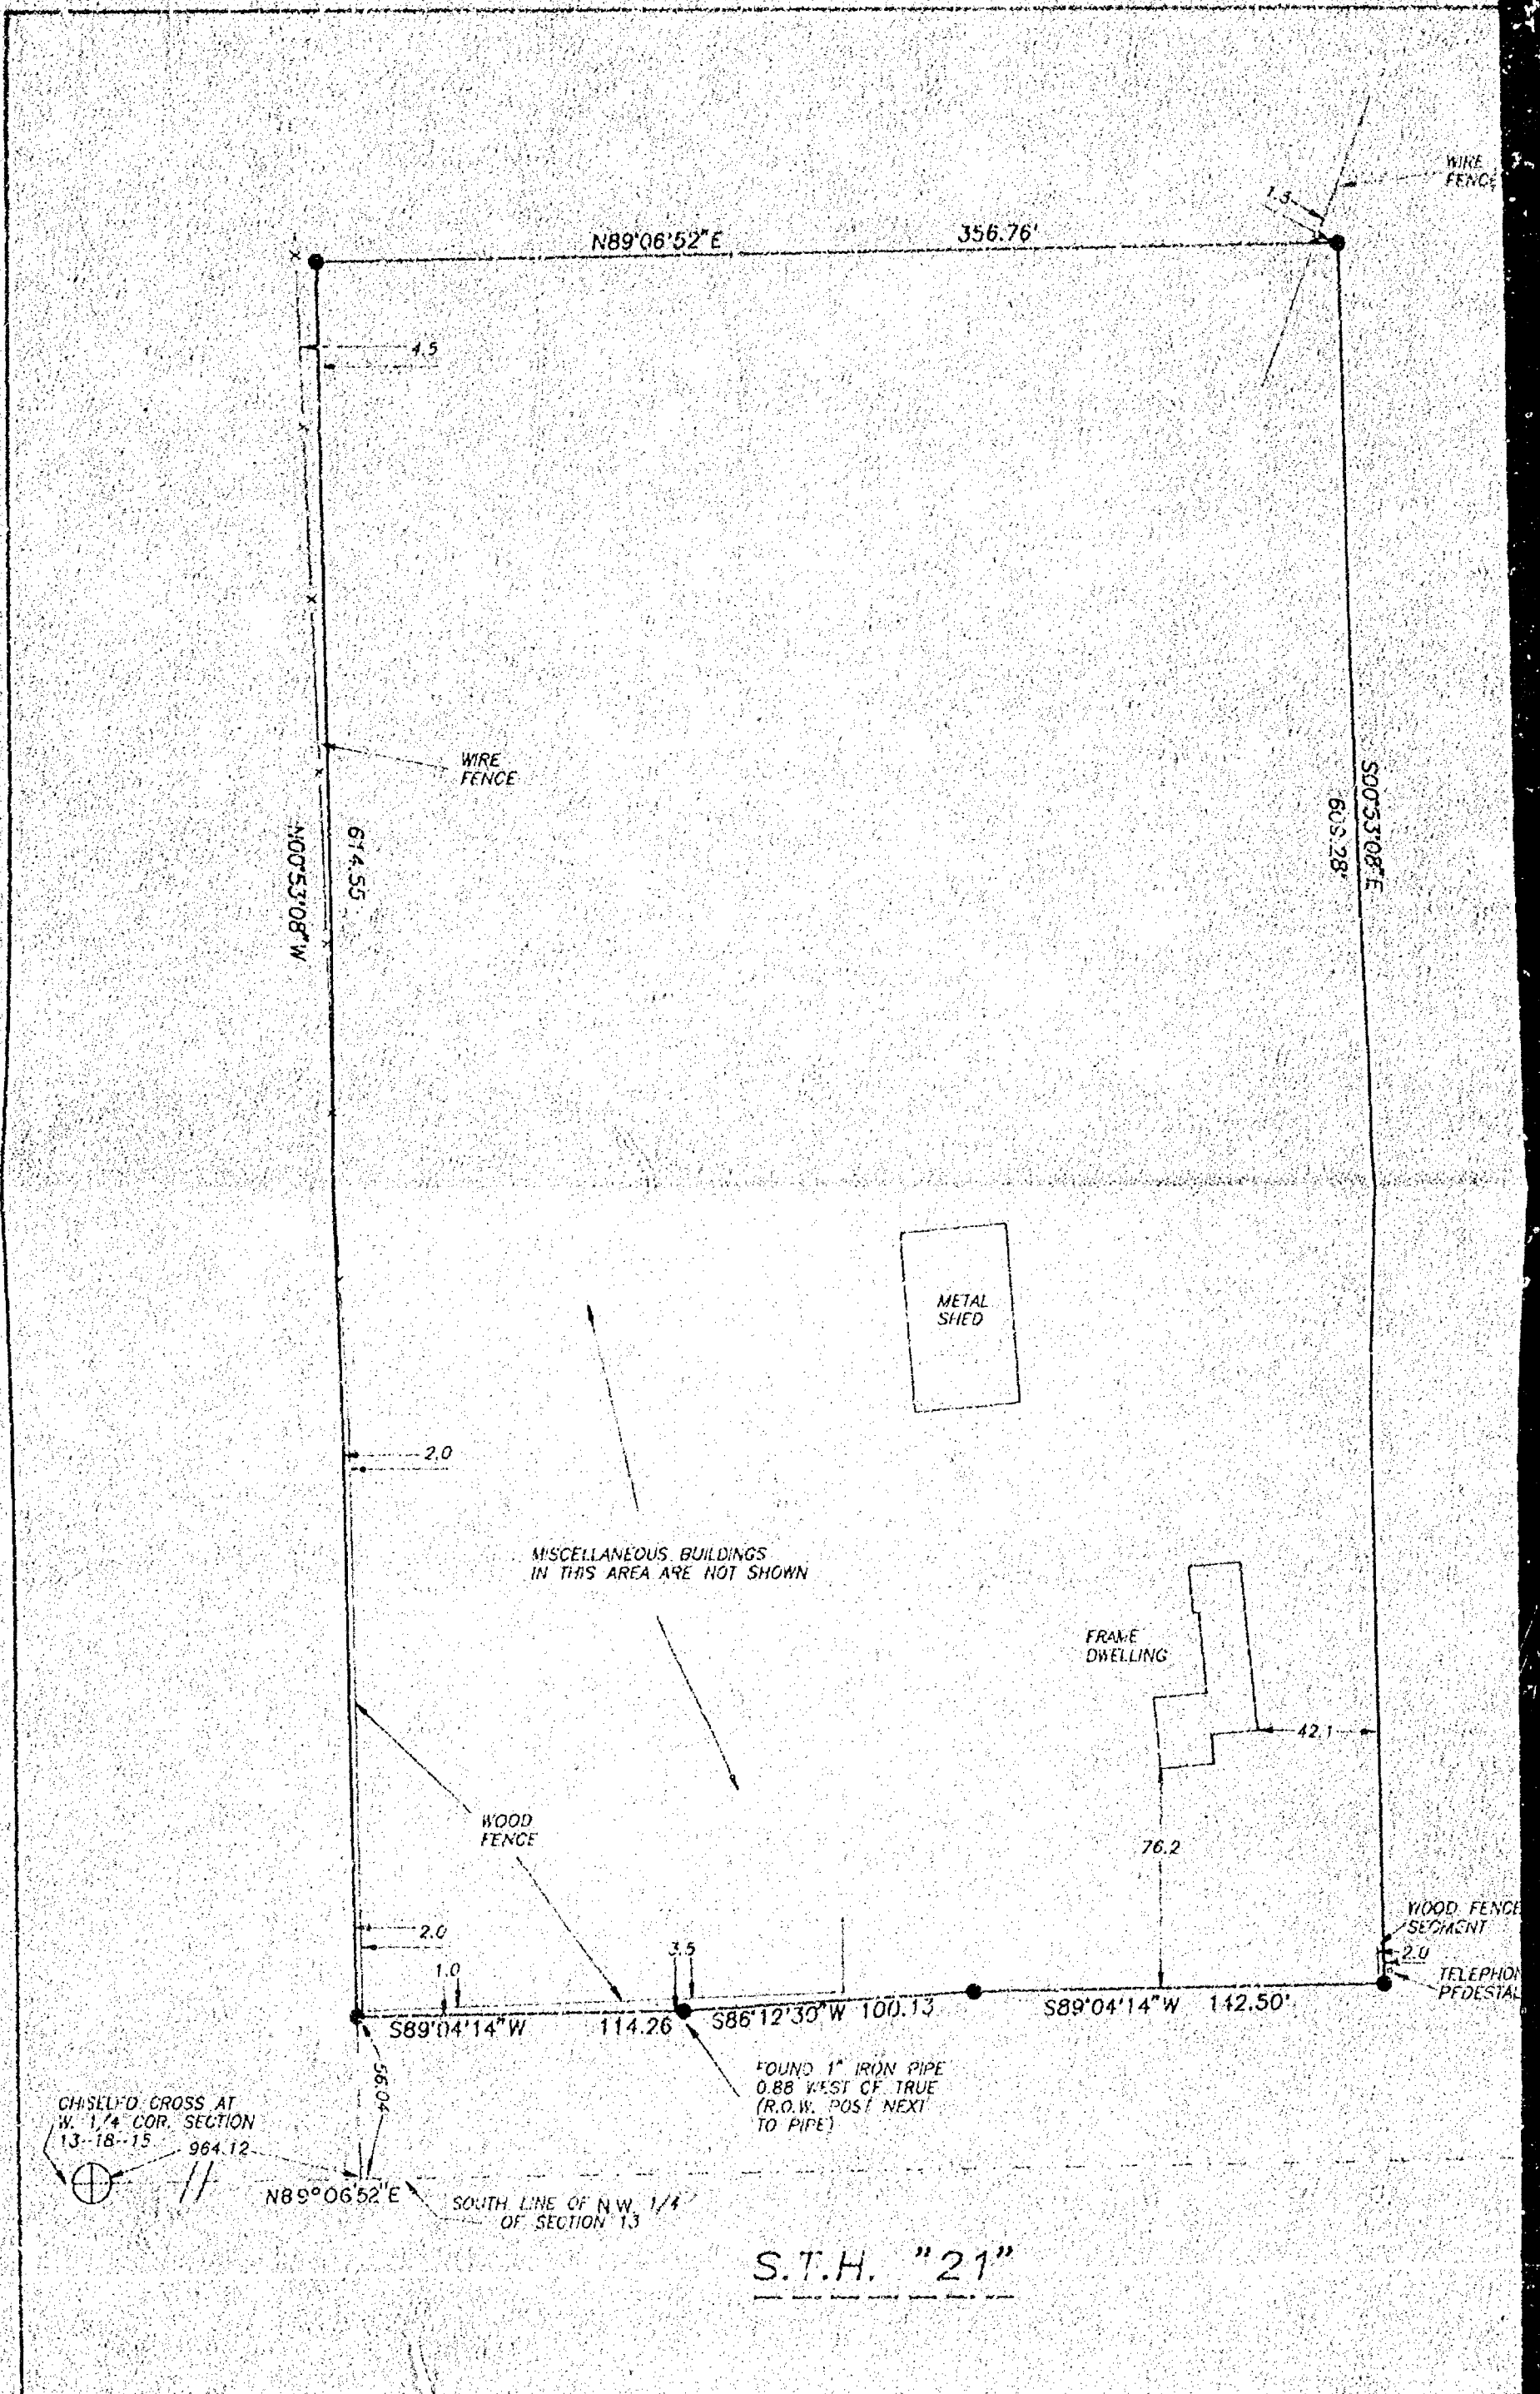 WIRE
FENCE
1.3
N89°06'52"E 356.76'
4.5
WIRE
FENCE
S00°53'08"E
609.28'
614.55
N00°53'08"W
METAL
SHED
2.0
MISCELLANEOUS BUILDINGS
IN THIS AREA ARE NOT SHOWN
FRAME
DWELLING
42.1
WOOD
FENCE
76.2
WOOD FENCE
SEGMENT
2.0
2.0
3.5
1.0
PEDESTAL
S89°04'14"W 114.26
S86°12'30"W 100.13
S89°04'14"W 142.50'
56.04
FOUND 1" IRON PIPE
0.88 WEST OF TRUE
(R.O.W. POST NEXT
TO PIPE)
CHISELED CROSS AT
W. 1/4 COR. SECTION
13-18-15
964.12
N89°06'52"E
SOUTH LINE OF N.W. 1/4
OF SECTION 13
S.T.H. "21"